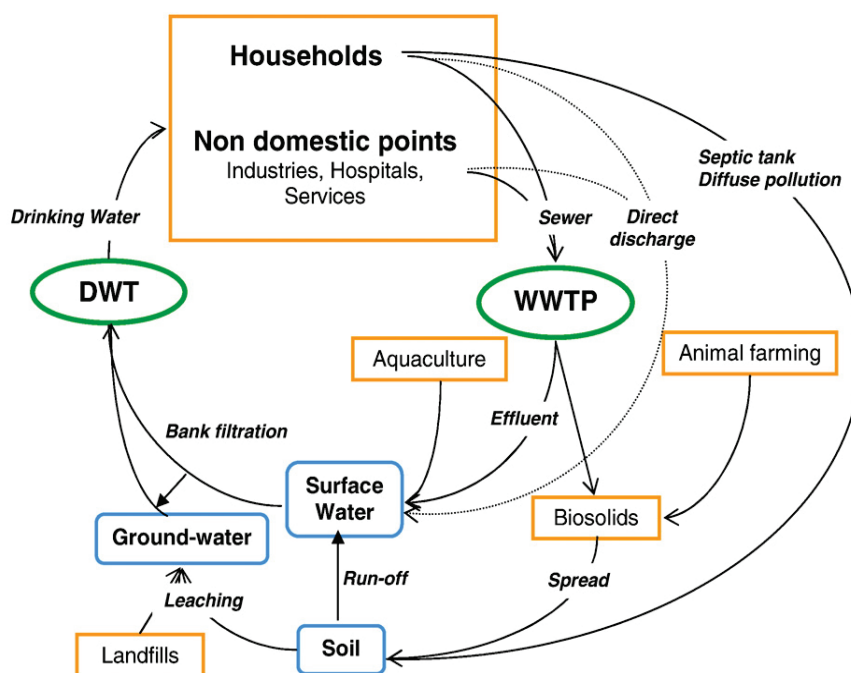 Households
Non domestic points
Industries, Hospitals,
Services
Septic tank
Diffuse pollution
Drinking Water
Sewer
Direct
discharge
DWT
WWTP
Aquaculture
Animal farming
Bank filtration
Effluent
Surface
Water
Biosolids
Ground-water
Run-off
Spread
Leaching
Soil
Landfills